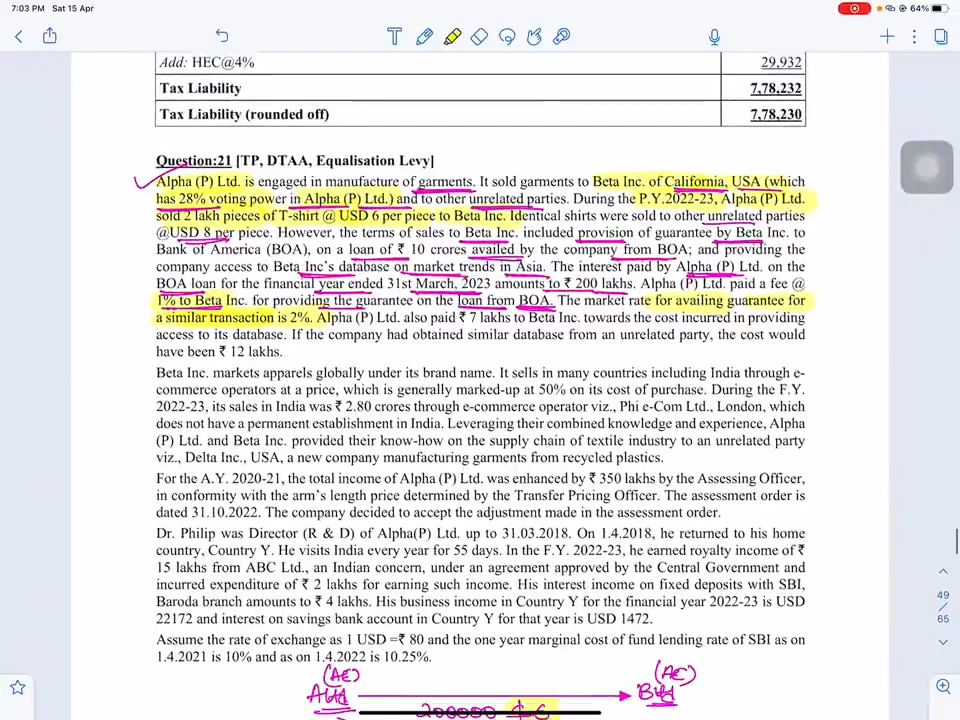 7:03 PM Sat 15 Apr
64%
Add: HEC@4% 29,932
Tax Liability 7,78,232
Tax Liability (rounded off) 7,78,230
Question:21 [TP, DTAA, Equalisation Levy]
Alpha (P) Ltd. is engaged in manufacture of garments. It sold garments to Beta Inc. of California, USA (which
has 28% voting power in Alpha (P) Ltd.) and to other unrelated parties. During the P.Y.2022-23, Alpha (P) Ltd.
sold 2 lakh pieces of T-shirt @ USD 6 per piece to Beta Inc. Identical shirts were sold to other unrelated parties
@USD 8 per piece. However, the terms of sales to Beta Inc. included provision of guarantee by Beta Inc. to
Bank of America (BOA), on a loan of ₹ 10 crores availed by the company from BOA; and providing the
company access to Beta Inc's database on market trends in Asia. The interest paid by Alpha (P) Ltd. on the
BOA loan for the financial year ended 31st March, 2023 amounts to ₹ 200 lakhs. Alpha (P) Ltd. paid a fee @
1% to Beta Inc. for providing the guarantee on the loan from BOA. The market rate for availing guarantee for
a similar transaction is 2%. Alpha (P) Ltd. also paid ₹ 7 lakhs to Beta Inc. towards the cost incurred in providing
access to its database. If the company had obtained similar database from an unrelated party, the cost would
have been ₹ 12 lakhs.
Beta Inc. markets apparels globally under its brand name. It sells in many countries including India through e-
commerce operators at a price, which is generally marked-up at 50% on its cost of purchase. During the F.Y.
2022-23, its sales in India was ₹ 2.80 crores through e-commerce operator viz., Phi e-Com Ltd., London, which
does not have a permanent establishment in India. Leveraging their combined knowledge and experience, Alpha
(P) Ltd. and Beta Inc. provided their know-how on the supply chain of textile industry to an unrelated party
viz., Delta Inc., USA, a new company manufacturing garments from recycled plastics.
For the A.Y. 2020-21, the total income of Alpha (P) Ltd. was enhanced by ₹ 350 lakhs by the Assessing Officer,
in conformity with the arm's length price determined by the Transfer Pricing Officer. The assessment order is
dated 31.10.2022. The company decided to accept the adjustment made in the assessment order.
Dr. Philip was Director (R & D) of Alpha(P) Ltd. up to 31.03.2018. On 1.4.2018, he returned to his home
country, Country Y. He visits India every year for 55 days. In the F.Y. 2022-23, he earned royalty income of ₹
15 lakhs from ABC Ltd., an Indian concern, under an agreement approved by the Central Government and
incurred expenditure of ₹ 2 lakhs for earning such income. His interest income on fixed deposits with SBI,
Baroda branch amounts to ₹ 4 lakhs. His business income in Country Y for the financial year 2022-23 is USD
22172 and interest on savings bank account in Country Y for that year is USD 1472.
Assume the rate of exchange as 1 USD =₹ 80 and the one year marginal cost of fund lending rate of SBI as on
1.4.2021 is 10% and as on 1.4.2022 is 10.25%.
(AE) (AE)
200000 $6
49
/
65